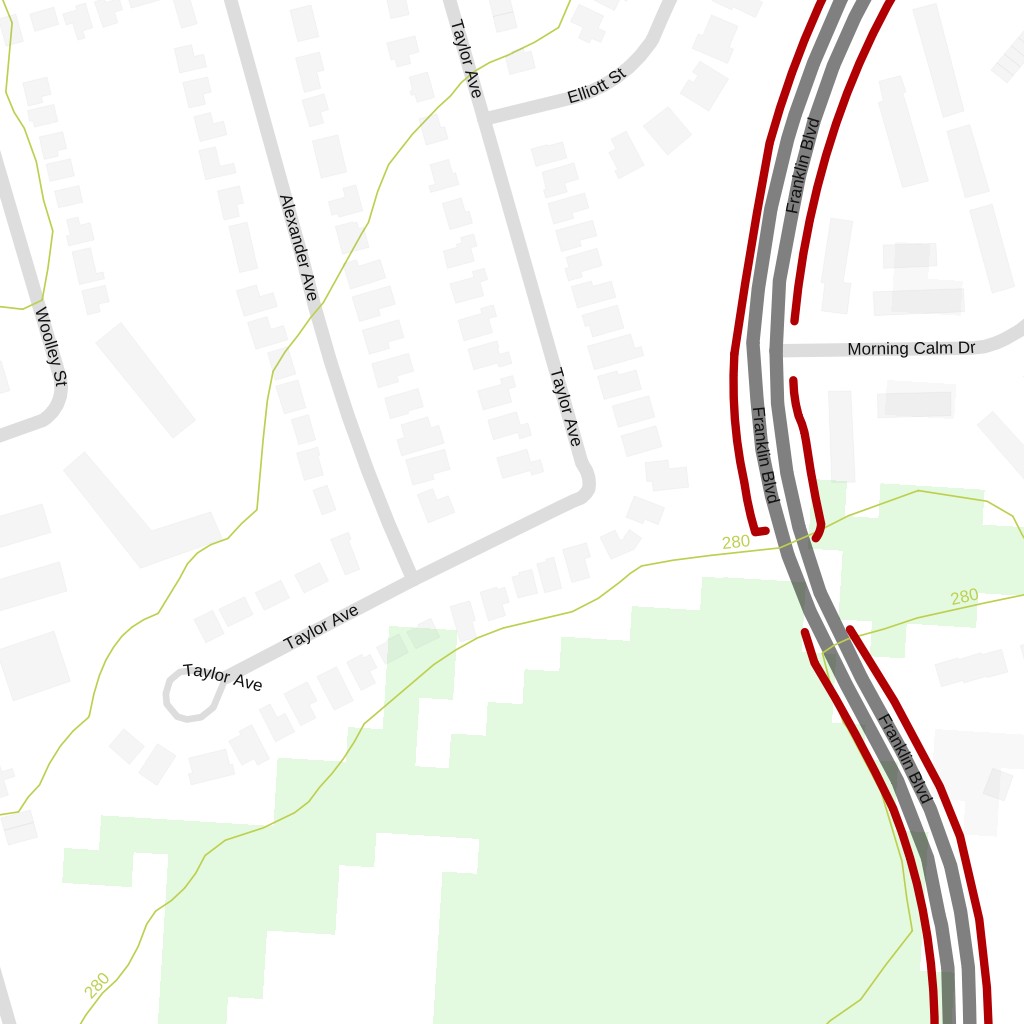 Taylor Ave
Elliott St
Franklin Blvd
Alexander Ave
Woolley St
Morning Calm Dr
Taylor Ave
Franklin Blvd
280
280
Taylor Ave
Taylor Ave
Franklin Blvd
280